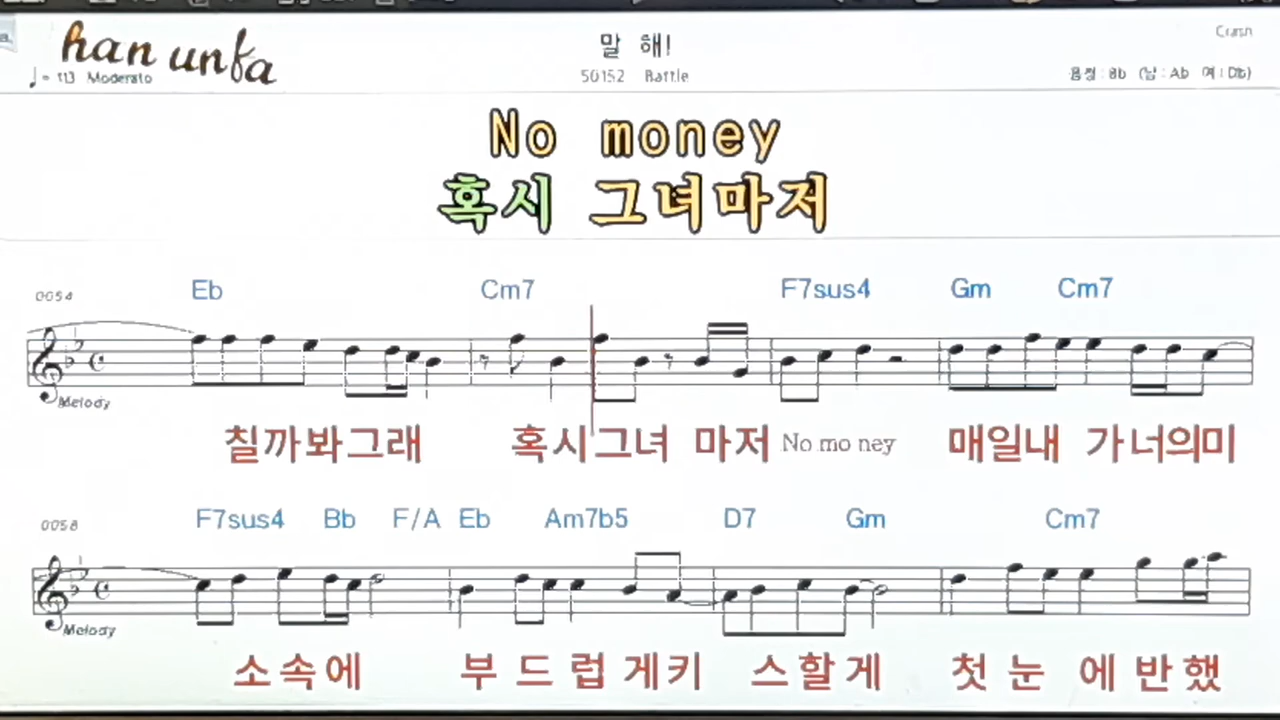 han unfa
말 해!
Crush
♩= 113 Moderato
50152 Battle
음정 : Bb (남 : Ab 여 : Db)
No money
혹시 그녀마저
Eb Cm7 F7sus4 Gm Cm7
0054
Melody
칠까봐그래 혹시그녀 마저 No mo ney 매일내 가너의미
F7sus4 Bb F/A Eb Am7b5 D7 Gm Cm7
0058
Melody
소속에 부드럽게키 스할게 첫눈에반했